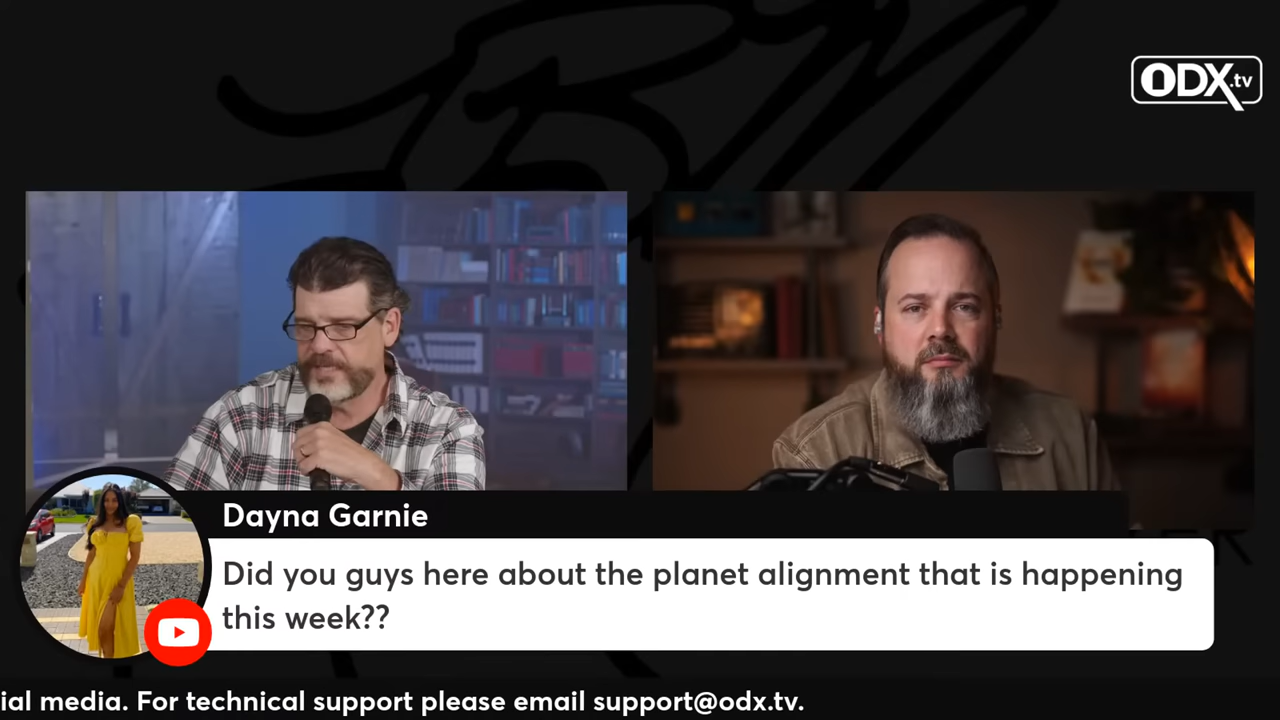 ODX.tv
Dayna Garnie
Did you guys here about the planet alignment that is happening
this week??
ial media. For technical support please email support@odx.tv.